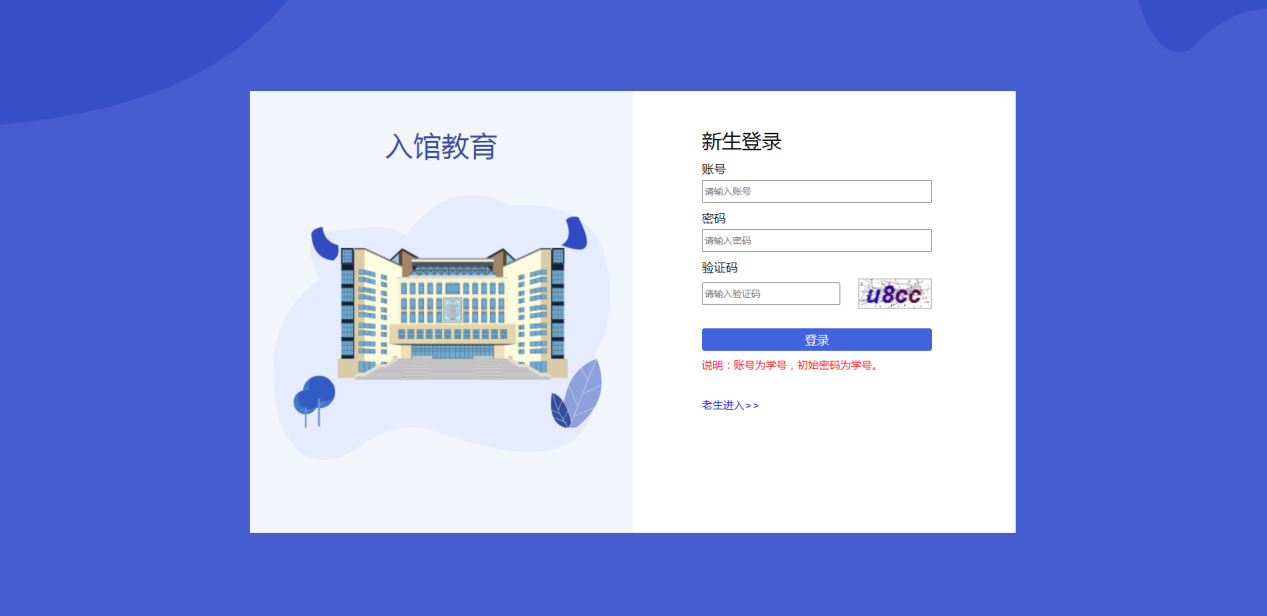 入馆教育
新生登录
账号
请输入账号
密码
请输入密码
验证码
请输入验证码
u8cc
登录
说明：账号为学号，初始密码为学号。
老生进入>>